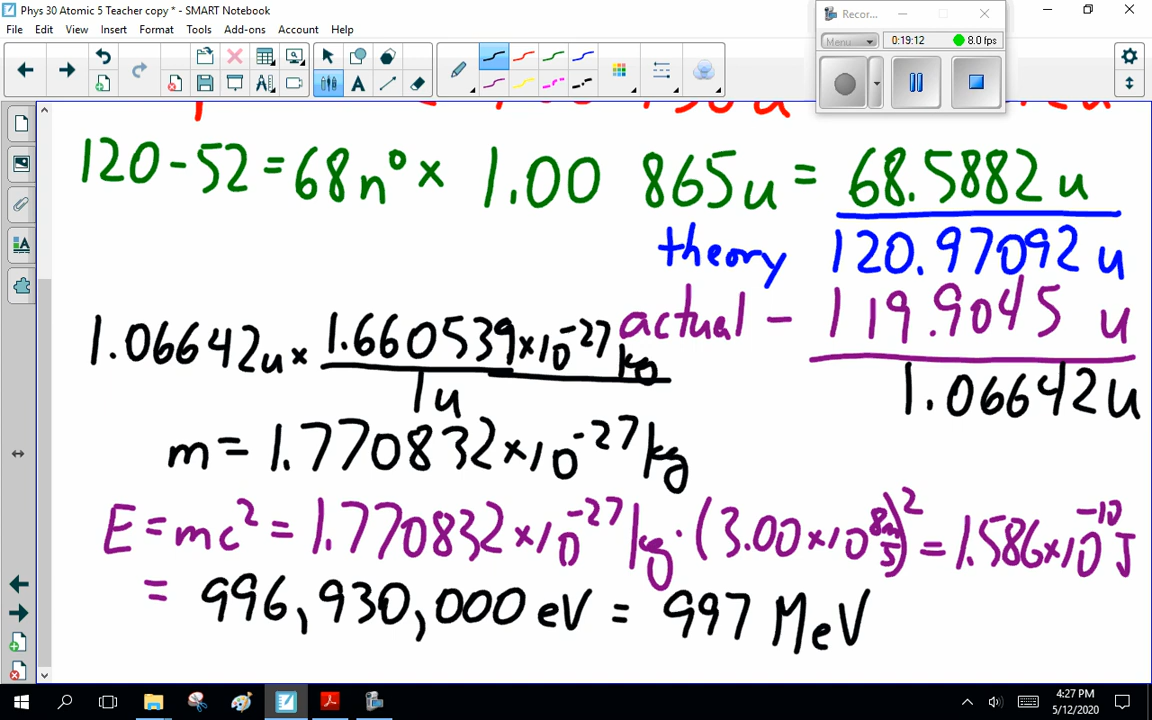 Phys 30 Atomic 5 Teacher copy * - SMART Notebook
File Edit View Insert Format Tools Add-ons Account Help
Recor...
Menu 0:19:12 8.0 fps
120 - 52 = 68 n° × 1.00 865 u = 68.5882 u
theory 120.97092 u
actual - 119.9045 u
1.06642 u
1.06642 u × 1.660539 × 10⁻²⁷ kg
1 u
m = 1.770832 × 10⁻²⁷ kg
E = mc² = 1.770832 × 10⁻²⁷ kg · (3.00 × 10⁸ m/s)² = 1.586 × 10⁻¹⁰ J
= 996,930,000 eV = 997 MeV
4:27 PM
5/12/2020